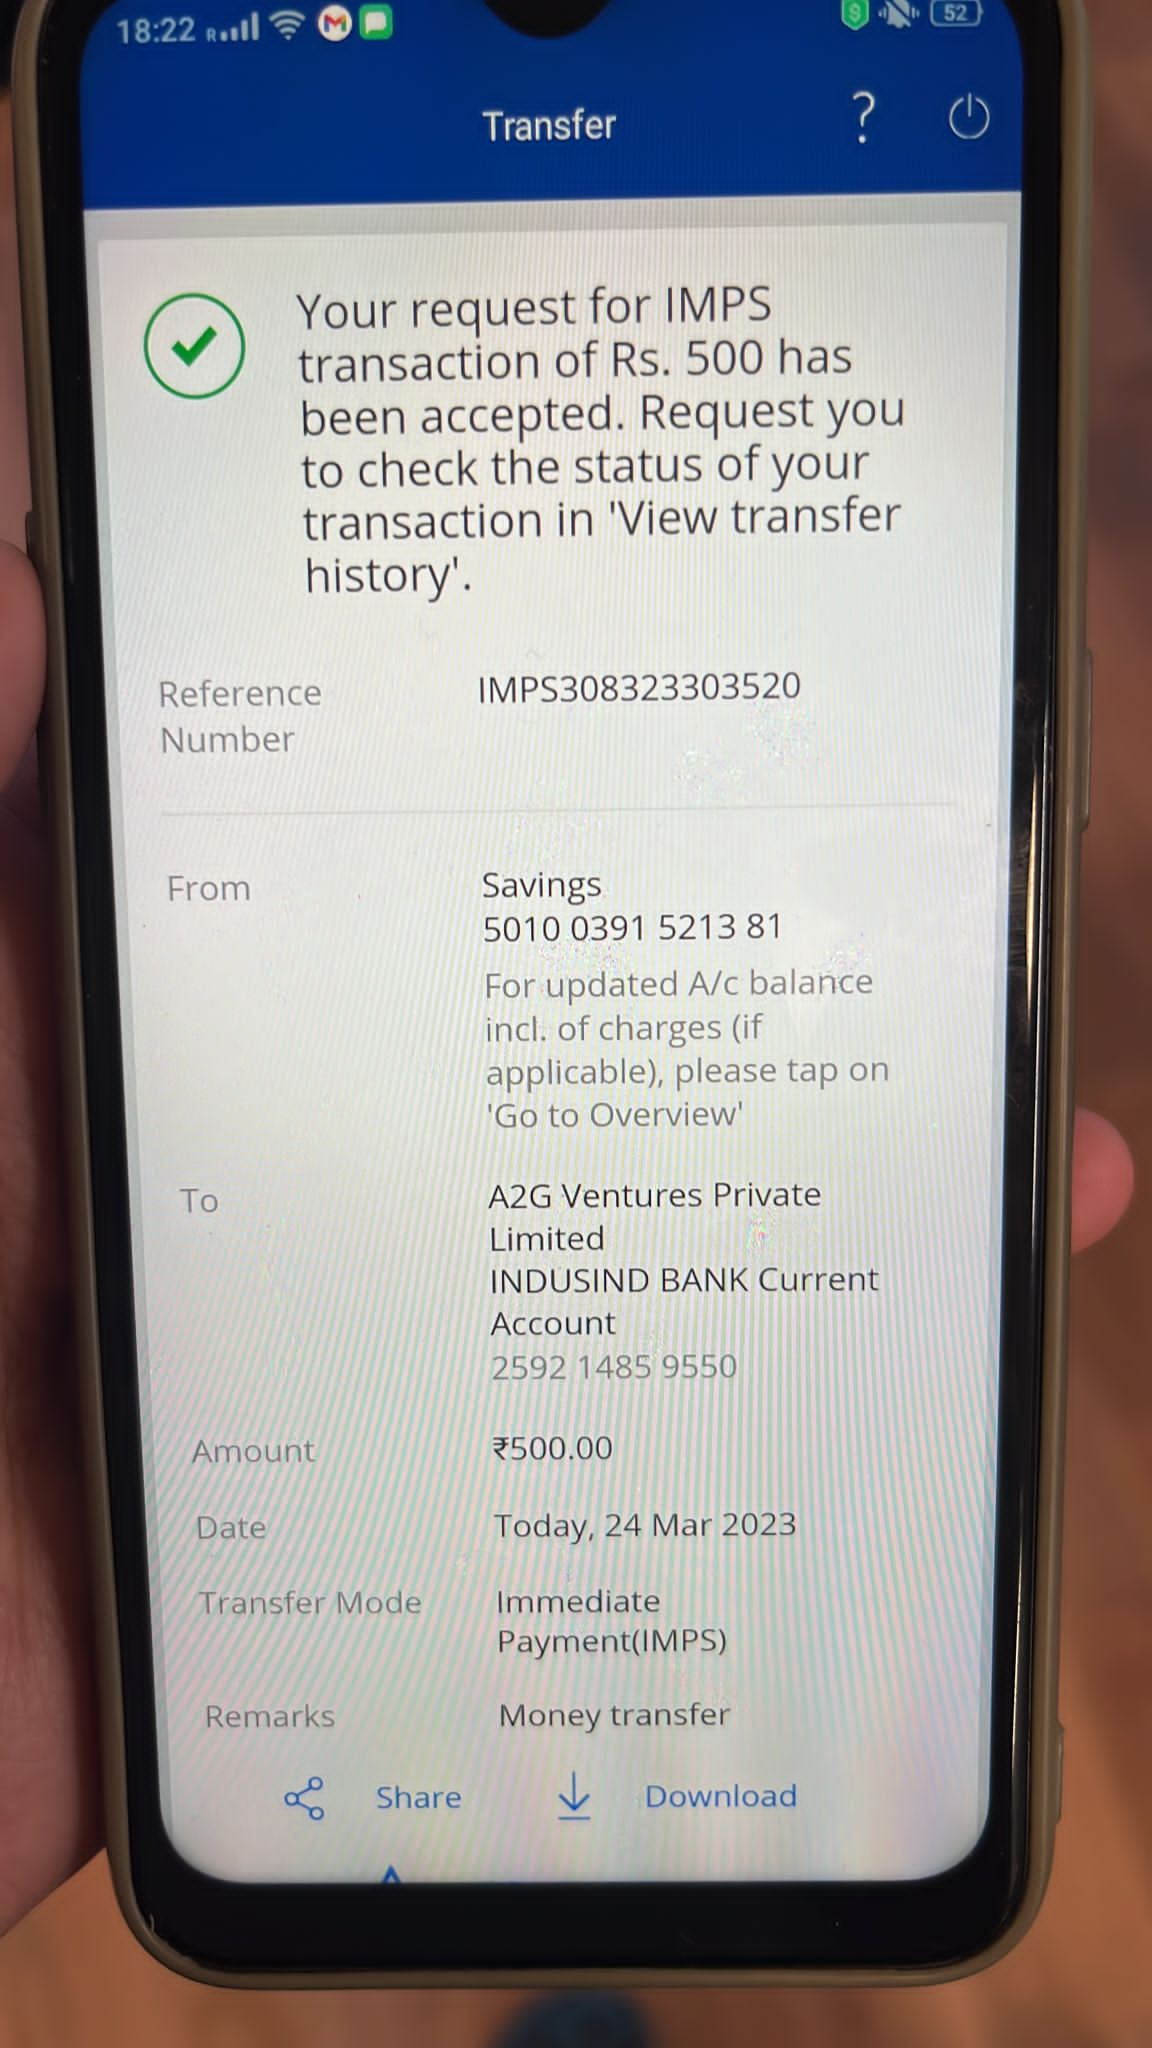 18:22 R 52
Transfer ?
Your request for IMPS
transaction of Rs. 500 has
been accepted. Request you
to check the status of your
transaction in 'View transfer
history'.
Reference IMPS308323303520
Number
From Savings
5010 0391 5213 81
For updated A/c balance
incl. of charges (if
applicable), please tap on
'Go to Overview'
To A2G Ventures Private
Limited
INDUSIND BANK Current
Account
2592 1485 9550
Amount ₹500.00
Date Today, 24 Mar 2023
Transfer Mode Immediate
Payment(IMPS)
Remarks Money transfer
Share Download